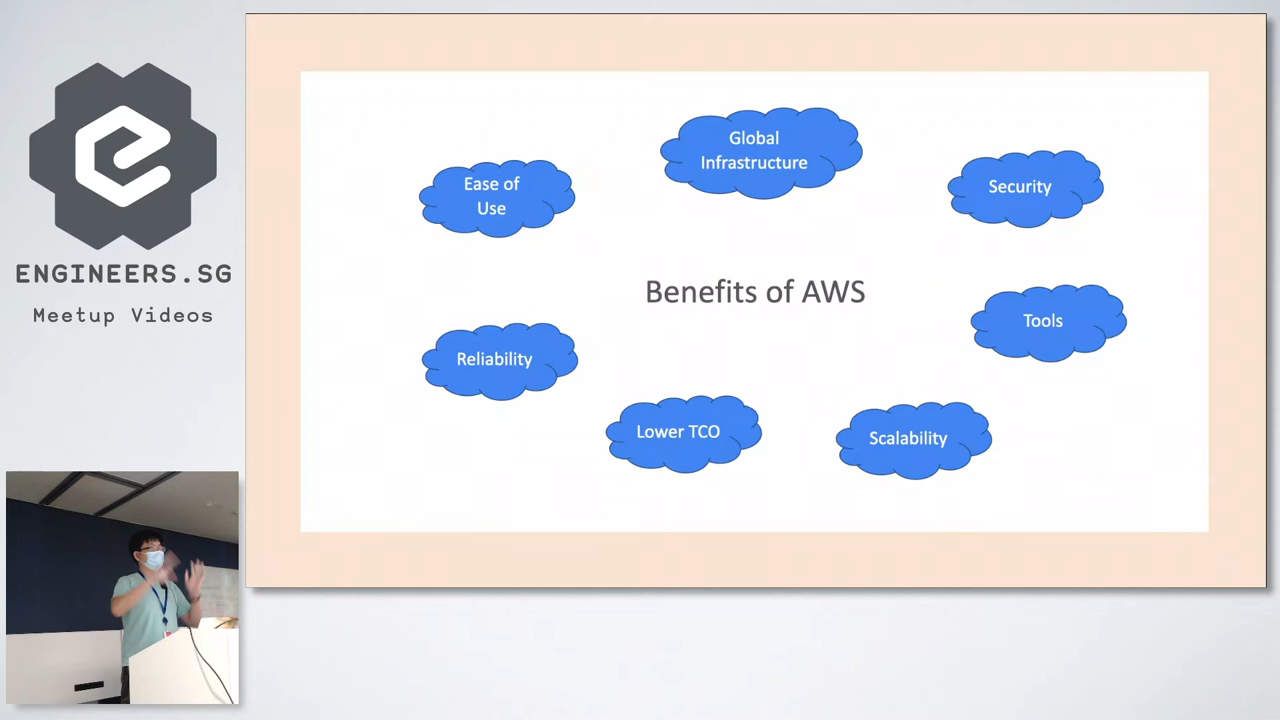 ENGINEERS.SG
Meetup Videos
Global
Infrastructure
Ease of
Use
Security
Benefits of AWS
Tools
Reliability
Lower TCO
Scalability